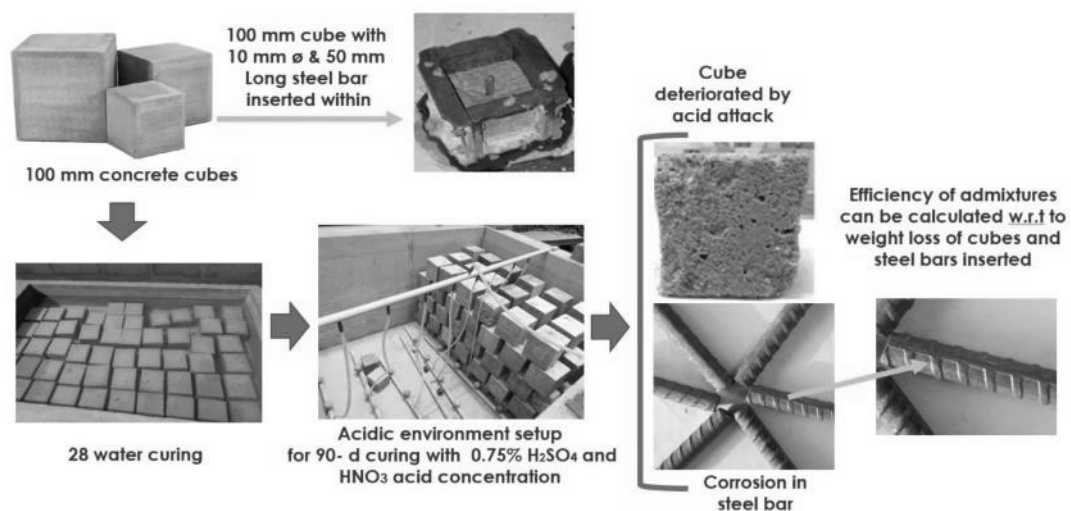 100 mm cube with
10 mm ø & 50 mm
Long steel bar
inserted within
100 mm concrete cubes
28 water curing
Acidic environment setup
for 90- d curing with 0.75% H₂SO₄ and
HNO₃ acid concentration
Cube
deteriorated by
acid attack
Efficiency of admixtures
can be calculated w.r.t to
weight loss of cubes and
steel bars inserted
Corrosion in
steel bar